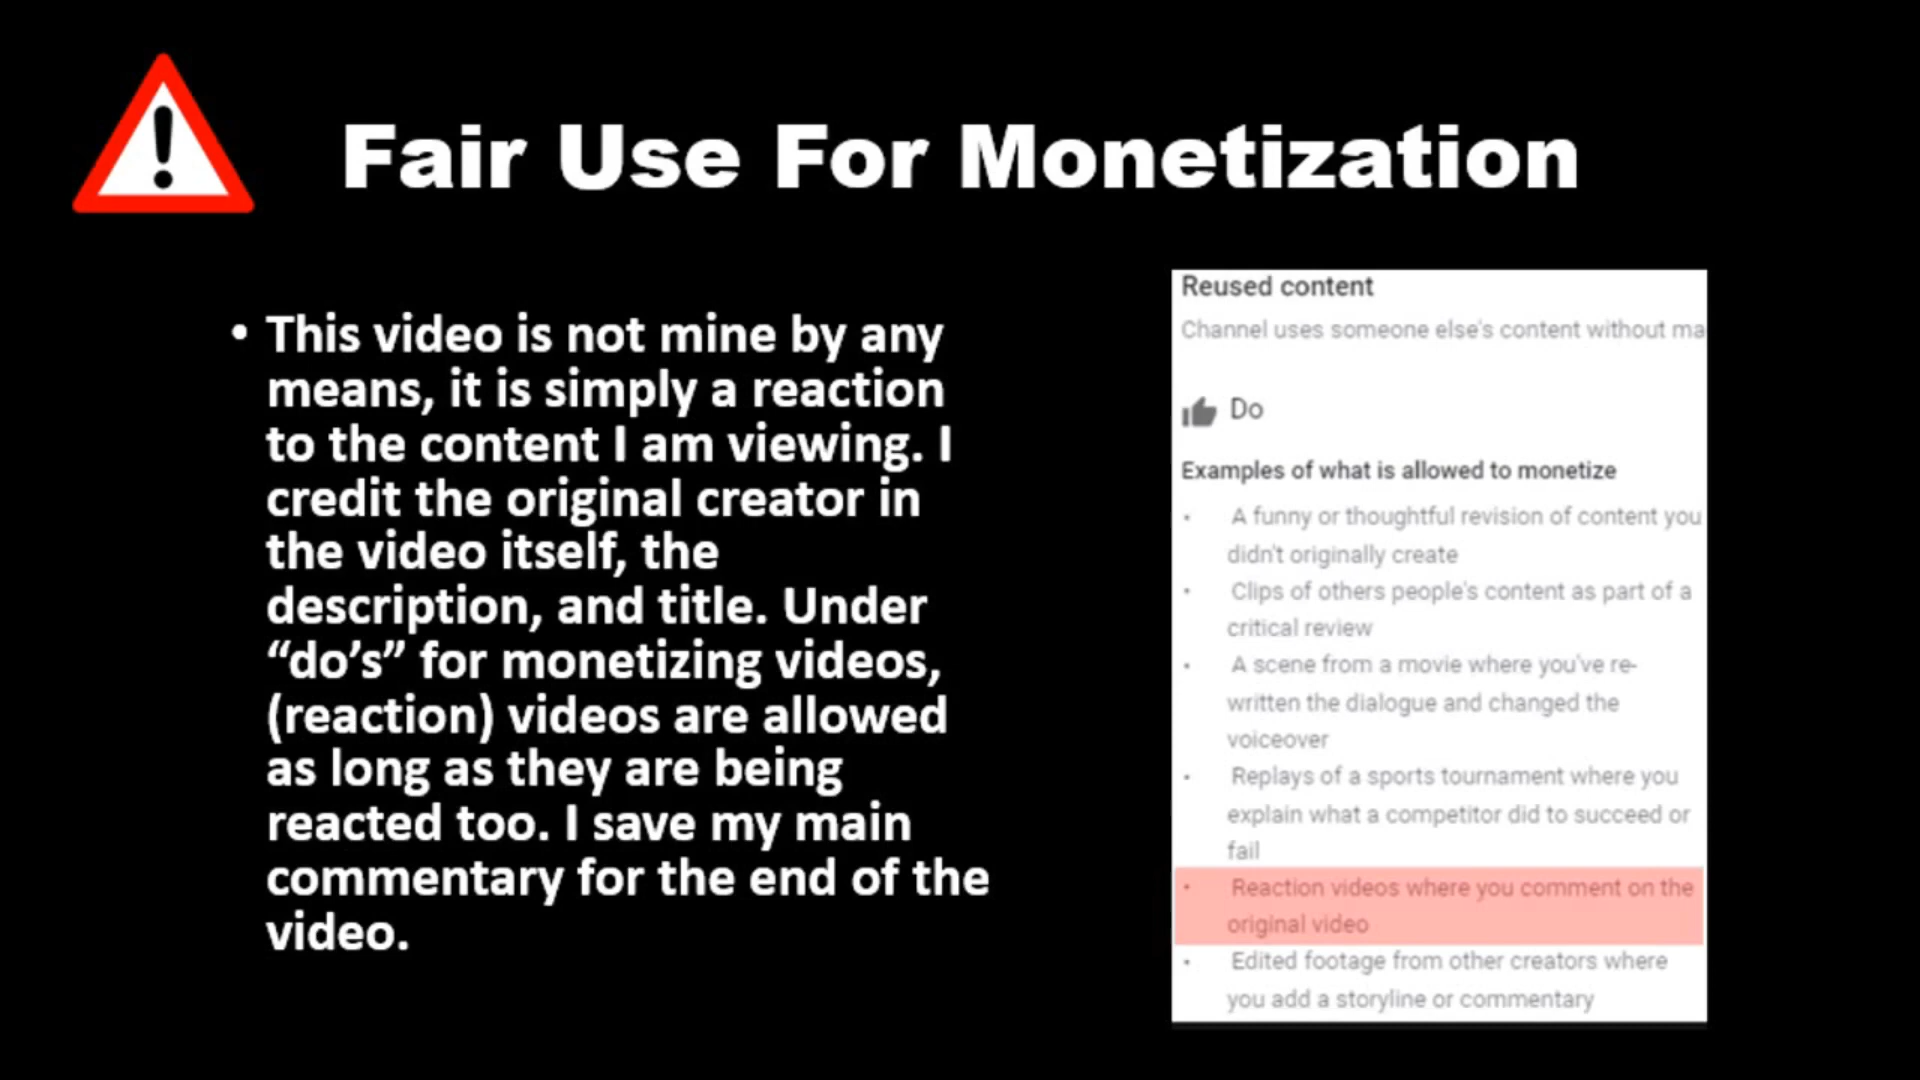 Fair Use For Monetization
• This video is not mine by any
means, it is simply a reaction
to the content I am viewing. I
credit the original creator in
the video itself, the
description, and title. Under
“do’s” for monetizing videos,
(reaction) videos are allowed
as long as they are being
reacted too. I save my main
commentary for the end of the
video.
Reused content
Channel uses someone else's content without ma
Do
Examples of what is allowed to monetize
• A funny or thoughtful revision of content you
didn't originally create
• Clips of others people's content as part of a
critical review
• A scene from a movie where you've re-
written the dialogue and changed the
voiceover
• Replays of a sports tournament where you
explain what a competitor did to succeed or
fail
• Reaction videos where you comment on the
original video
• Edited footage from other creators where
you add a storyline or commentary